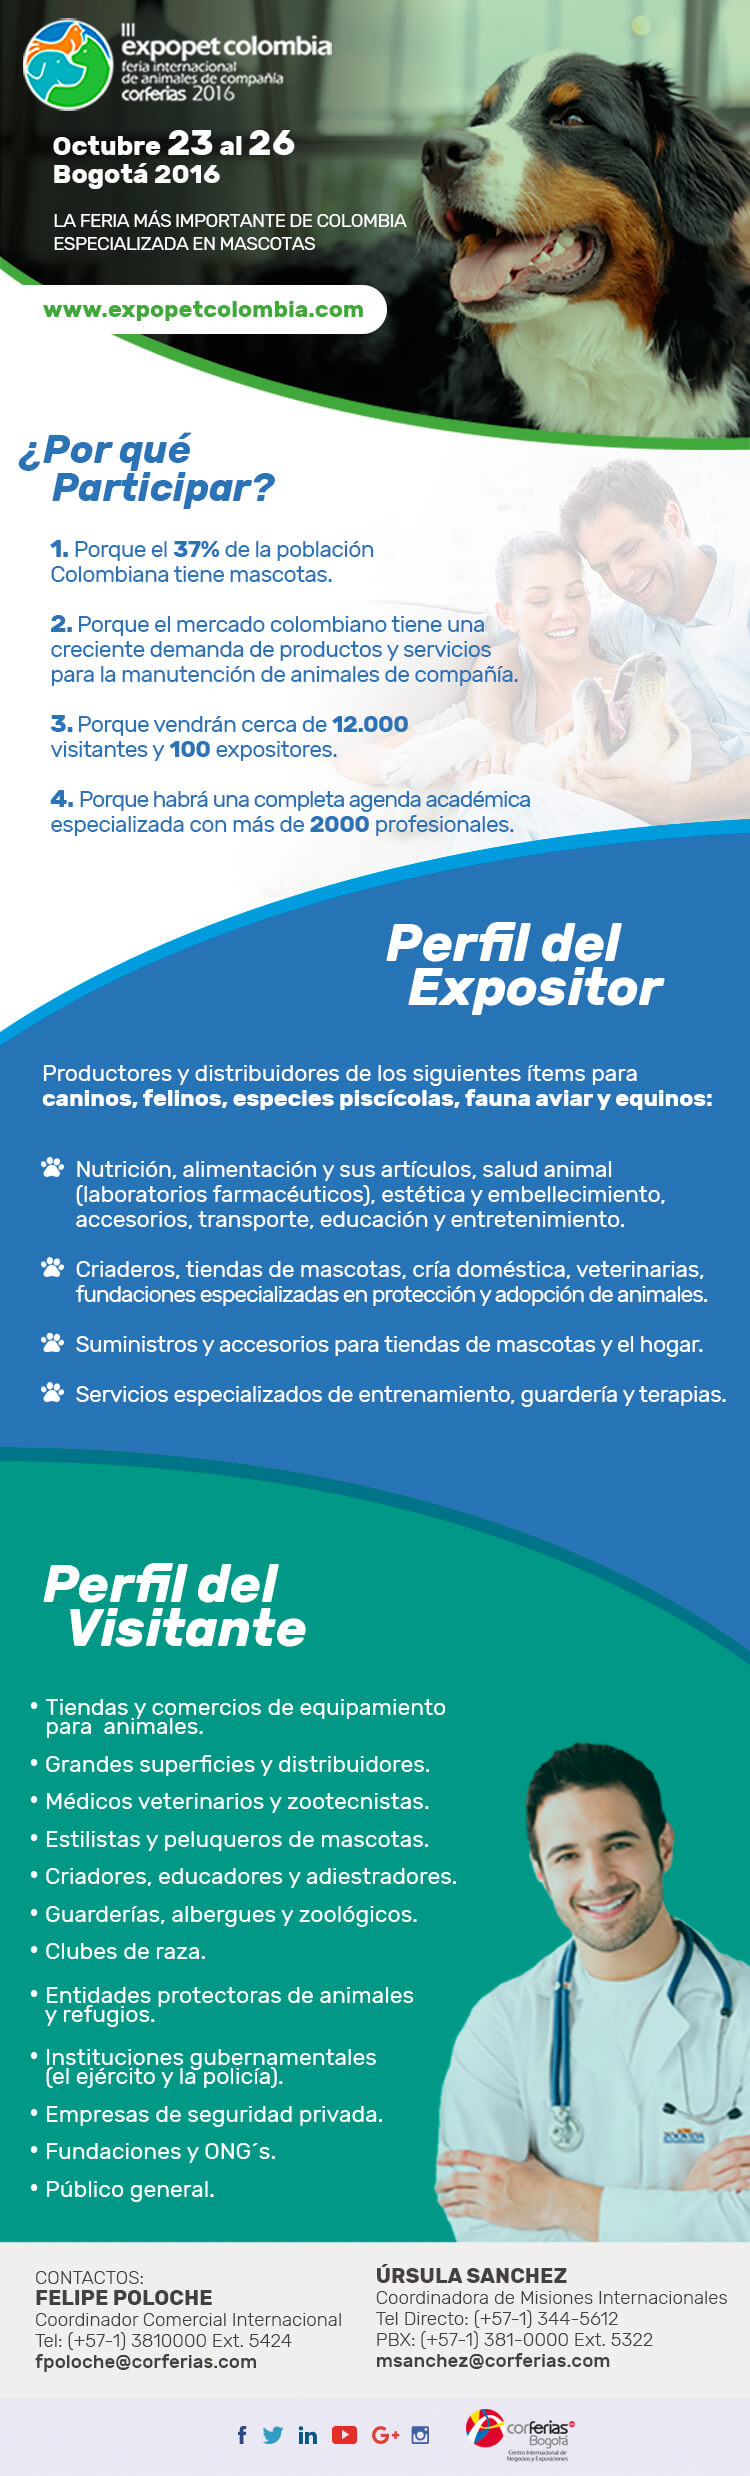 III
expopet colombia
feria internacional
de animales de compañía
corferias 2016
Octubre 23 al 26
Bogotá 2016
LA FERIA MÁS IMPORTANTE DE COLOMBIA
ESPECIALIZADA EN MASCOTAS
www.expopetcolombia.com
¿Por qué
Participar?
1. Porque el 37% de la población
Colombiana tiene mascotas.
2. Porque el mercado colombiano tiene una
creciente demanda de productos y servicios
para la manutención de animales de compañía.
3. Porque vendrán cerca de 12.000
visitantes y 100 expositores.
4. Porque habrá una completa agenda académica
especializada con más de 2000 profesionales.
Perfil del
Expositor
Productores y distribuidores de los siguientes ítems para
caninos, felinos, especies piscícolas, fauna aviar y equinos:
Nutrición, alimentación y sus artículos, salud animal
(laboratorios farmacéuticos), estética y embellecimiento,
accesorios, transporte, educación y entretenimiento.
Criaderos, tiendas de mascotas, cría doméstica, veterinarias,
fundaciones especializadas en protección y adopción de animales.
Suministros y accesorios para tiendas de mascotas y el hogar.
Servicios especializados de entrenamiento, guardería y terapias.
Perfil del
Visitante
• Tiendas y comercios de equipamiento
para animales.
• Grandes superficies y distribuidores.
• Médicos veterinarios y zootecnistas.
• Estilistas y peluqueros de mascotas.
• Criadores, educadores y adiestradores.
• Guarderías, albergues y zoológicos.
• Clubes de raza.
• Entidades protectoras de animales
y refugios.
• Instituciones gubernamentales
(el ejército y la policía).
• Empresas de seguridad privada.
• Fundaciones y ONG´s.
• Público general.
CONTACTOS:
FELIPE POLOCHE
Coordinador Comercial Internacional
Tel: (+57-1) 3810000 Ext. 5424
fpoloche@corferias.com
ÚRSULA SANCHEZ
Coordinadora de Misiones Internacionales
Tel Directo: (+57-1) 344-5612
PBX: (+57-1) 381-0000 Ext. 5322
msanchez@corferias.com
corferias
Bogotá
Centro Internacional de
Negocios y Exposiciones